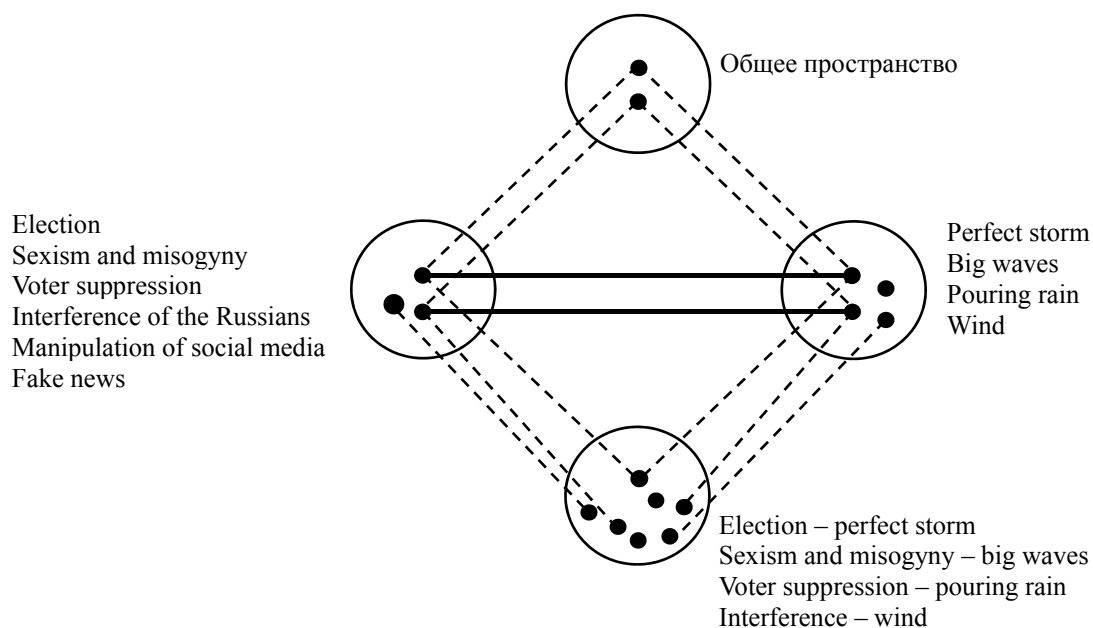 Общее пространство
Election
Sexism and misogyny
Voter suppression
Interference of the Russians
Manipulation of social media
Fake news
Perfect storm
Big waves
Pouring rain
Wind
Election – perfect storm
Sexism and misogyny – big waves
Voter suppression – pouring rain
Interference – wind